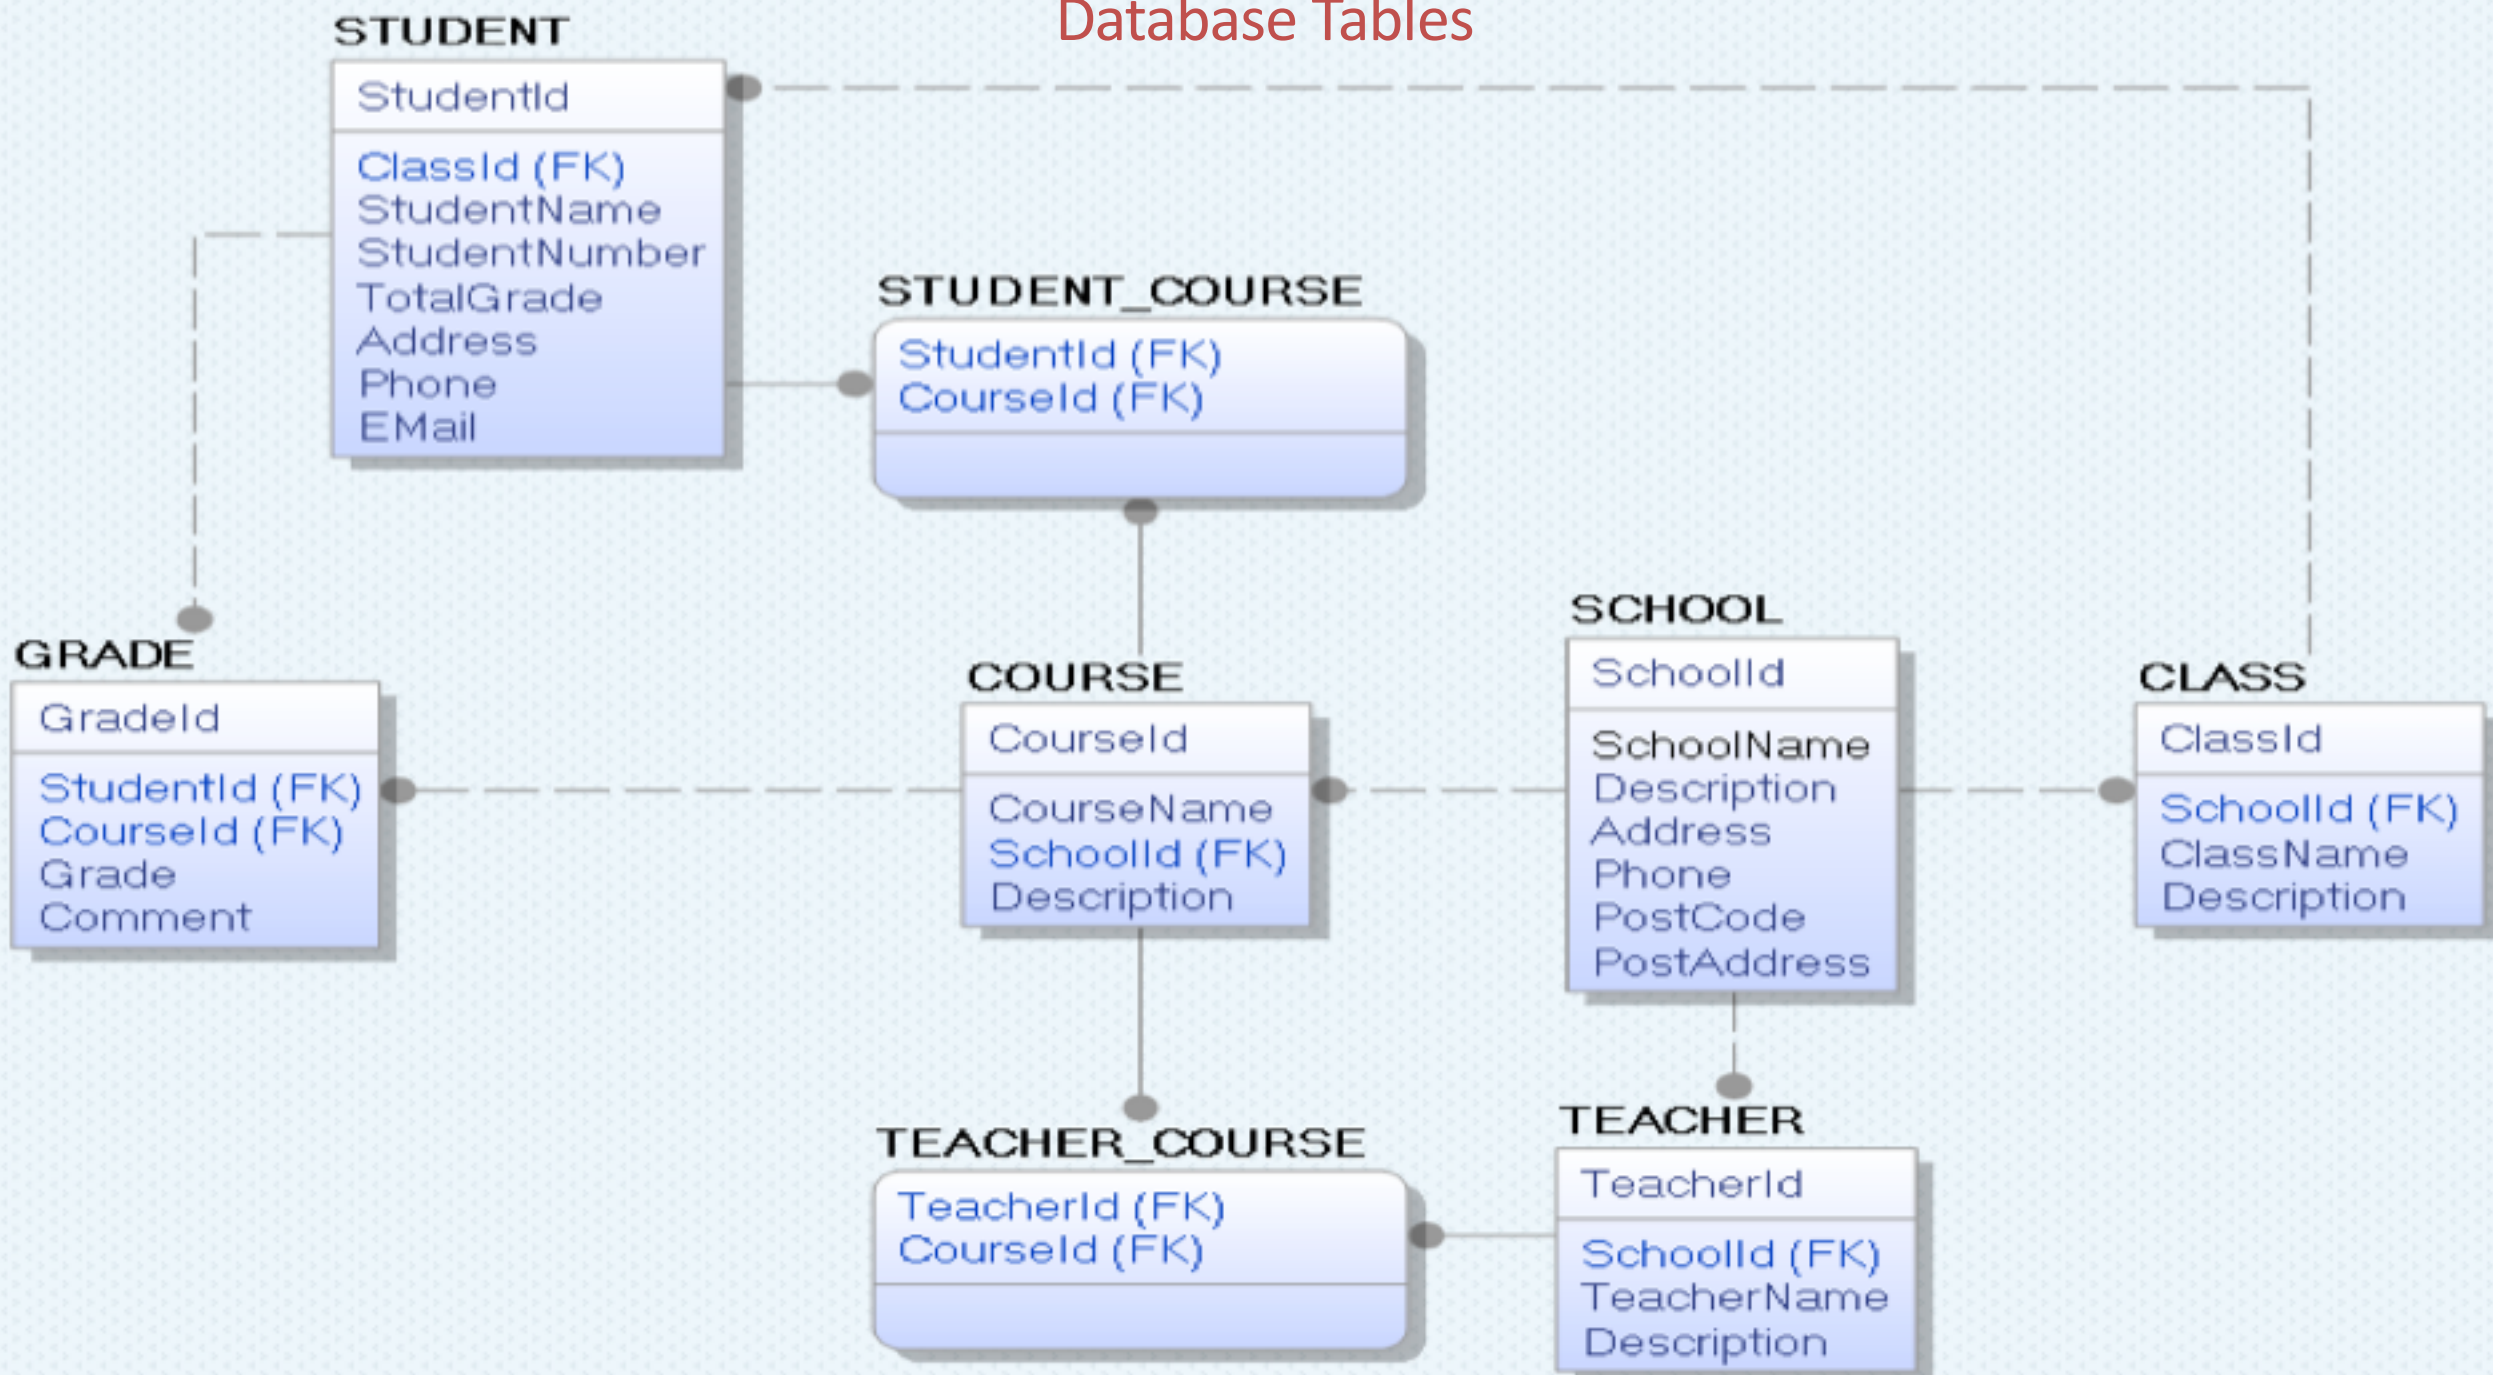 Database Tables
STUDENT
StudentId
ClassId (FK)
StudentName
StudentNumber
TotalGrade
Address
Phone
EMail
STUDENT_COURSE
StudentId (FK)
CourseId (FK)
GRADE
GradeId
StudentId (FK)
CourseId (FK)
Grade
Comment
COURSE
CourseId
CourseName
SchoolId (FK)
Description
SCHOOL
SchoolId
SchoolName
Description
Address
Phone
PostCode
PostAddress
CLASS
ClassId
SchoolId (FK)
ClassName
Description
TEACHER_COURSE
TeacherId (FK)
CourseId (FK)
TEACHER
TeacherId
SchoolId (FK)
TeacherName
Description